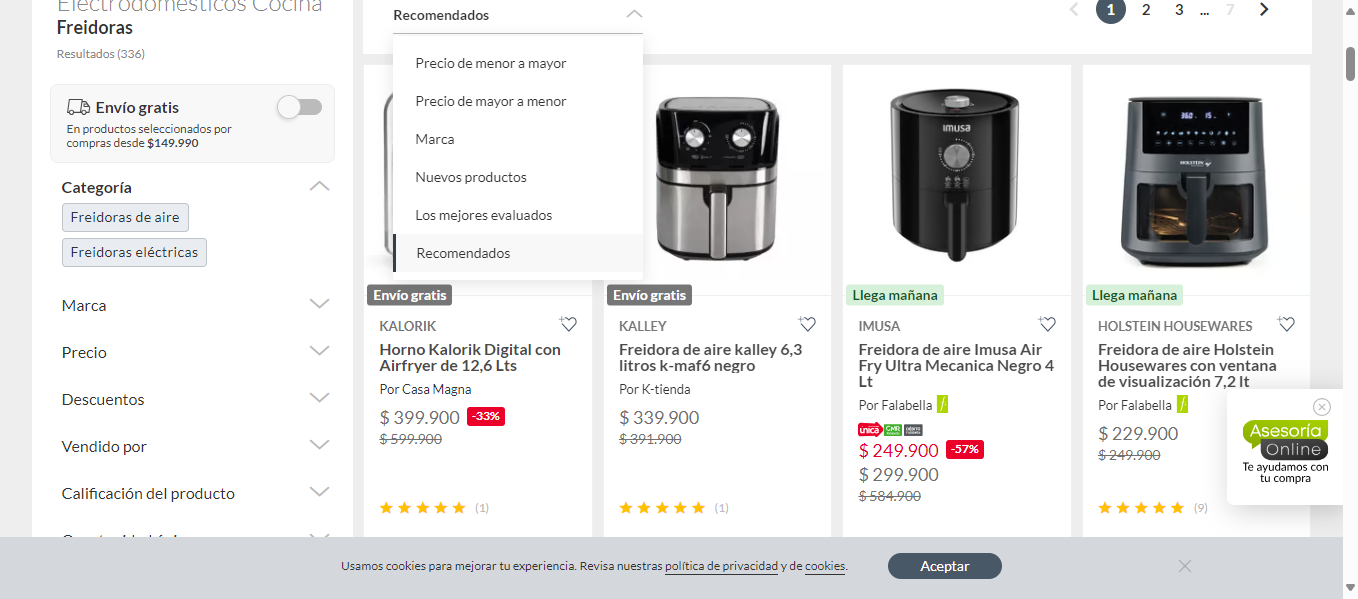 Electrodomésticos Cocina
Freidoras
Resultados (336)
Envío gratis
En productos seleccionados por
compras desde $149.990
Categoría
Freidoras de aire
Freidoras eléctricas
Marca
Precio
Descuentos
Vendido por
Calificación del producto
Recomendados
Precio de menor a mayor
Precio de mayor a menor
Marca
Nuevos productos
Los mejores evaluados
Recomendados
1 2 3 ... 7
Envío gratis
KALORIK
Horno Kalorik Digital con
Airfryer de 12,6 Lts
Por Casa Magna
$ 399.900 -33%
$ 599.900
(1)
Envío gratis
KALLEY
Freidora de aire kalley 6,3
litros k-maf6 negro
Por K-tienda
$ 339.900
$ 391.900
(1)
imusa
Llega mañana
IMUSA
Freidora de aire Imusa Air
Fry Ultra Mecanica Negro 4
Lt
Por Falabella f
única CMR
$ 249.900 -57%
$ 299.900
$ 584.900
360 15
HOLSTEIN
Llega mañana
HOLSTEIN HOUSEWARES
Freidora de aire Holstein
Housewares con ventana
de visualización 7,2 lt
Por Falabella f
$ 229.900
$ 249.900
(9)
Asesoría
Online
Te ayudamos con
tu compra
Usamos cookies para mejorar tu experiencia. Revisa nuestras política de privacidad y de cookies.
Aceptar